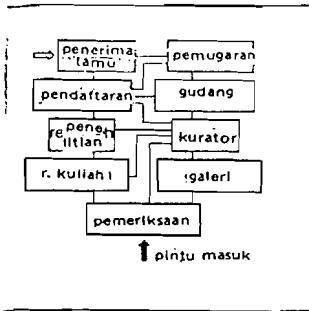 penerima
tamu
pemugaran
pendaftaran
gudang
penelitian
kurator
r. kuliah
galeri
pemeriksaan
pintu masuk